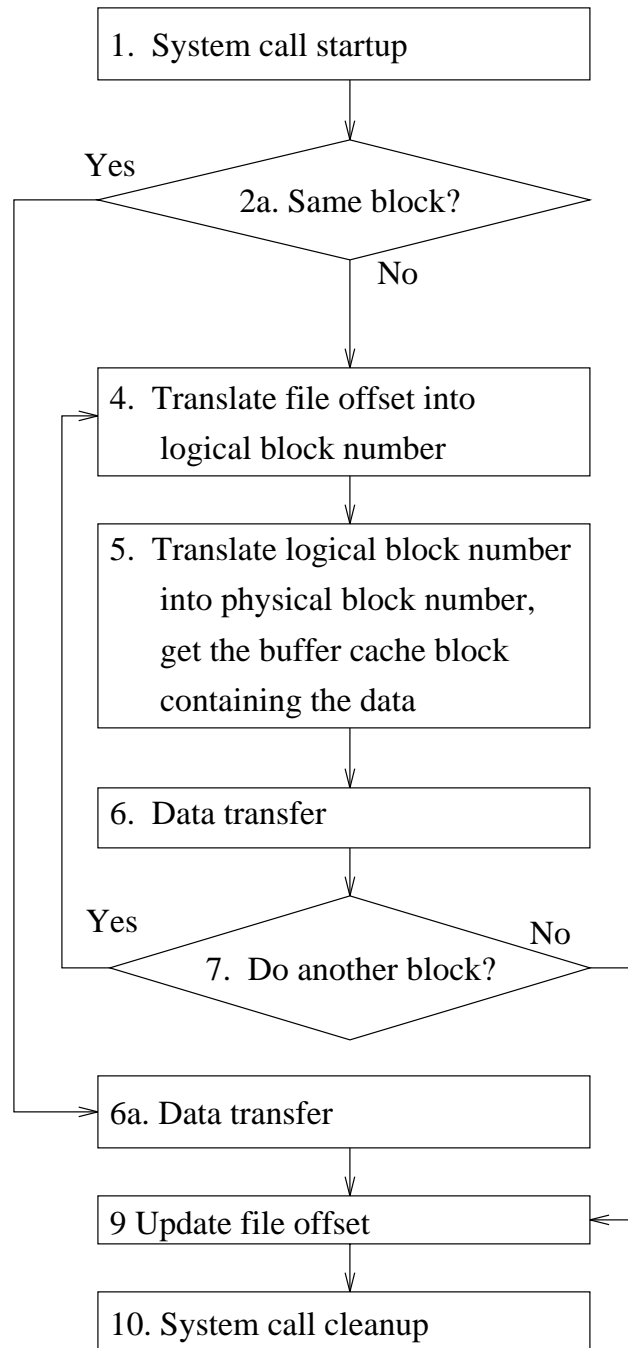 1. System call startup
Yes
2a. Same block?
No
4. Translate file offset into
logical block number
5. Translate logical block number
into physical block number,
get the buffer cache block
containing the data
6. Data transfer
Yes
No
7. Do another block?
6a. Data transfer
9 Update file offset
10. System call cleanup